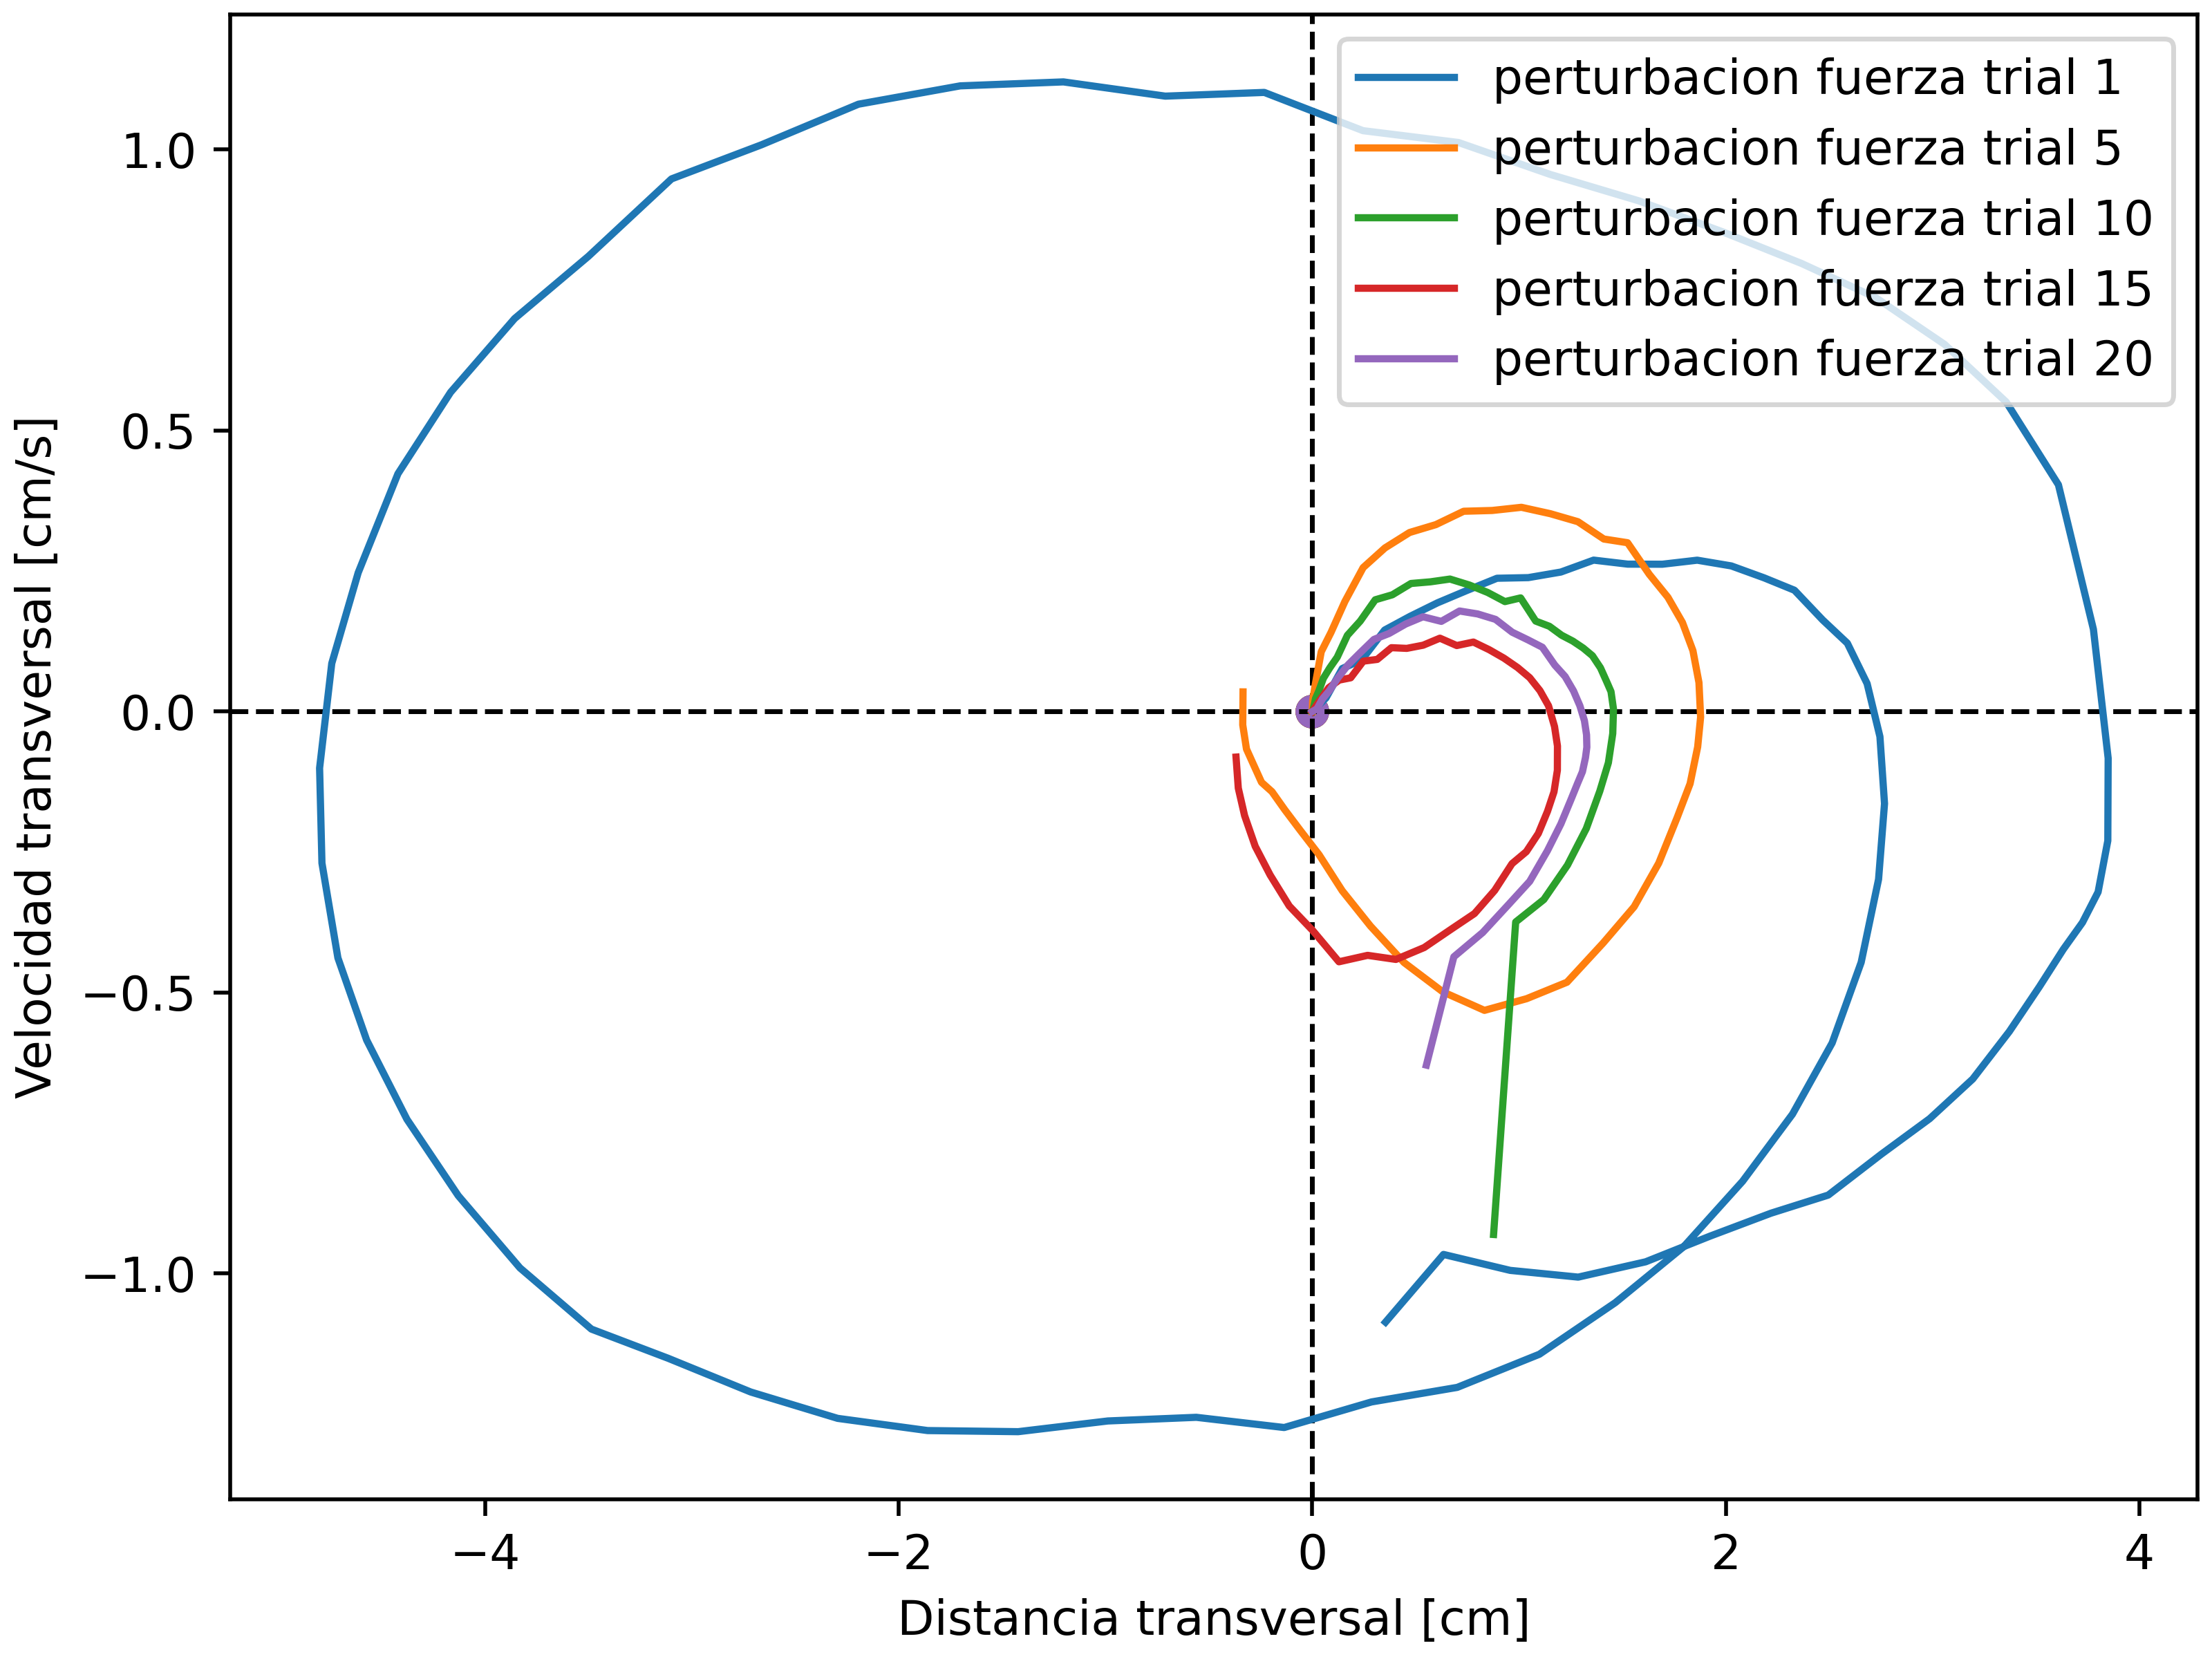 perturbacion fuerza trial 1
perturbacion fuerza trial 5
perturbacion fuerza trial 10
perturbacion fuerza trial 15
perturbacion fuerza trial 20
Velocidad transversal [cm/s]
1.0
0.5
0.0
−0.5
−1.0
−4 −2 0 2 4
Distancia transversal [cm]